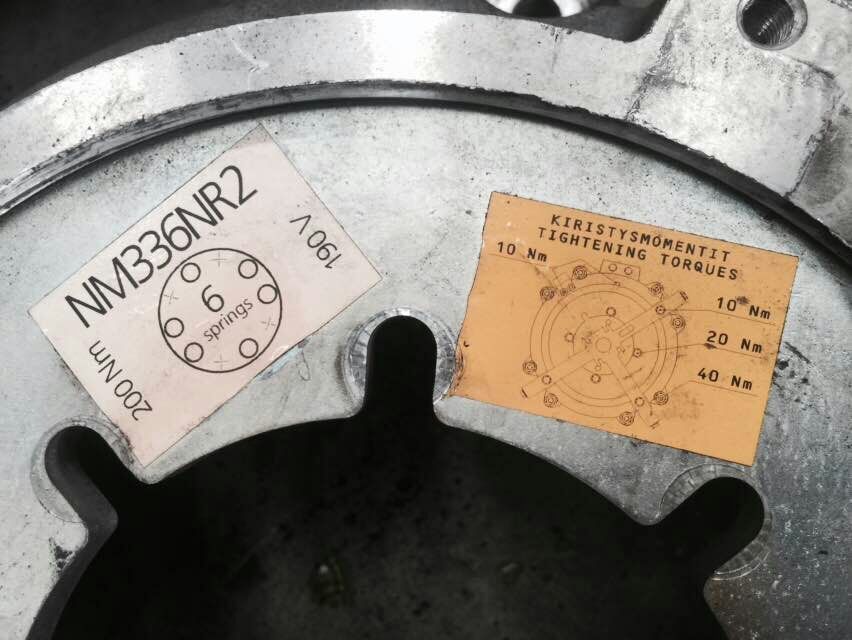 NM336NR2
190 V
6
springs
200 Nm
KIRISTYSMOMENTIT
TIGHTENING TORQUES
10 Nm
10 Nm
20 Nm
40 Nm